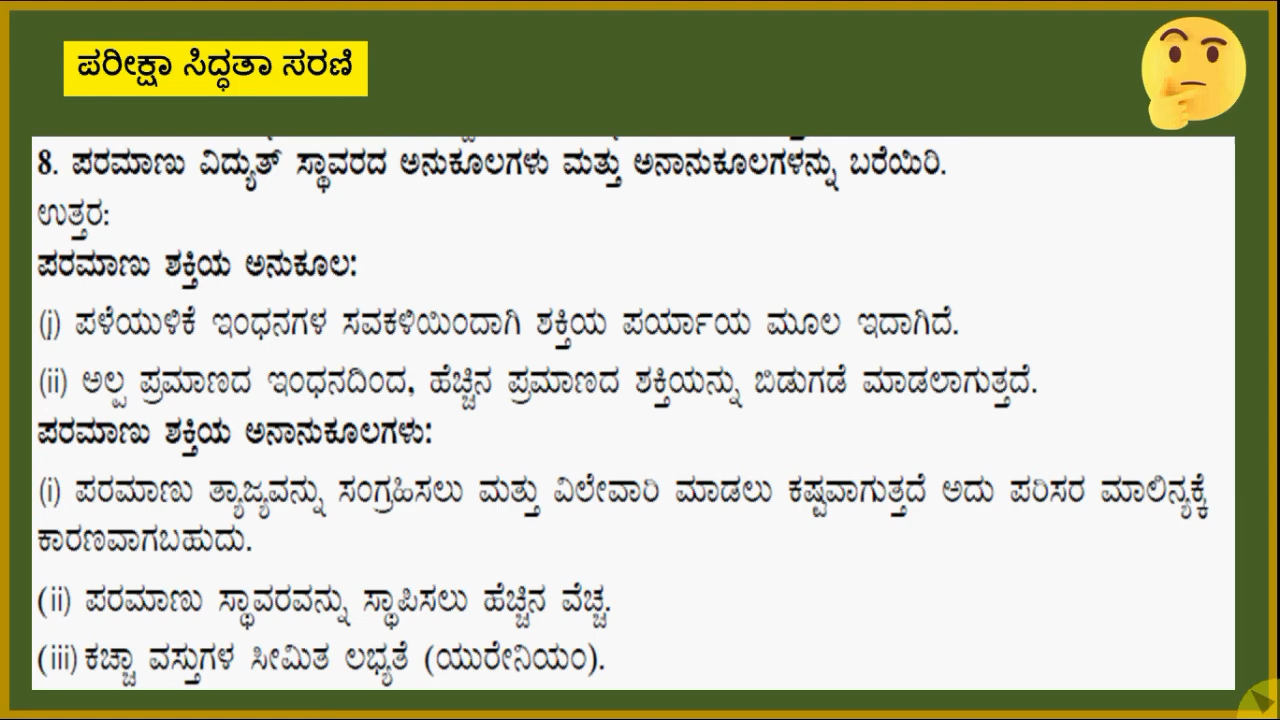 ಪರೀಕ್ಷಾ ಸಿದ್ಧತಾ ಸರಣಿ
8. ಪರಮಾಣು ವಿದ್ಯುತ್ ಸ್ಥಾವರದ ಅನುಕೂಲಗಳು ಮತ್ತು ಅನಾನುಕೂಲಗಳನ್ನು ಬರೆಯಿರಿ.
ಉತ್ತರ:
ಪರಮಾಣು ಶಕ್ತಿಯ ಅನುಕೂಲ:
(i) ಪಳೆಯುಳಿಕೆ ಇಂಧನಗಳ ಸವಕಳಿಯಿಂದಾಗಿ ಶಕ್ತಿಯ ಪರ್ಯಾಯ ಮೂಲ ಇದಾಗಿದೆ.
(ii) ಅಲ್ಪ ಪ್ರಮಾಣದ ಇಂಧನದಿಂದ, ಹೆಚ್ಚಿನ ಪ್ರಮಾಣದ ಶಕ್ತಿಯನ್ನು ಬಿಡುಗಡೆ ಮಾಡಲಾಗುತ್ತದೆ.
ಪರಮಾಣು ಶಕ್ತಿಯ ಅನಾನುಕೂಲಗಳು:
(i) ಪರಮಾಣು ತ್ಯಾಜ್ಯವನ್ನು ಸಂಗ್ರಹಿಸಲು ಮತ್ತು ವಿಲೇವಾರಿ ಮಾಡಲು ಕಷ್ಟವಾಗುತ್ತದೆ ಅದು ಪರಿಸರ ಮಾಲಿನ್ಯಕ್ಕೆ
ಕಾರಣವಾಗಬಹುದು.
(ii) ಪರಮಾಣು ಸ್ಥಾವರವನ್ನು ಸ್ಥಾಪಿಸಲು ಹೆಚ್ಚಿನ ವೆಚ್ಚ.
(iii) ಕಚ್ಚಾ ವಸ್ತುಗಳ ಸೀಮಿತ ಲಭ್ಯತೆ (ಯುರೇನಿಯಂ).